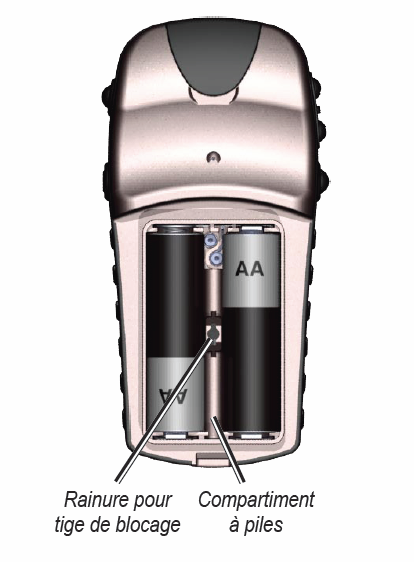 AA
AA
Rainure pour
tige de blocage
Compartiment
à piles